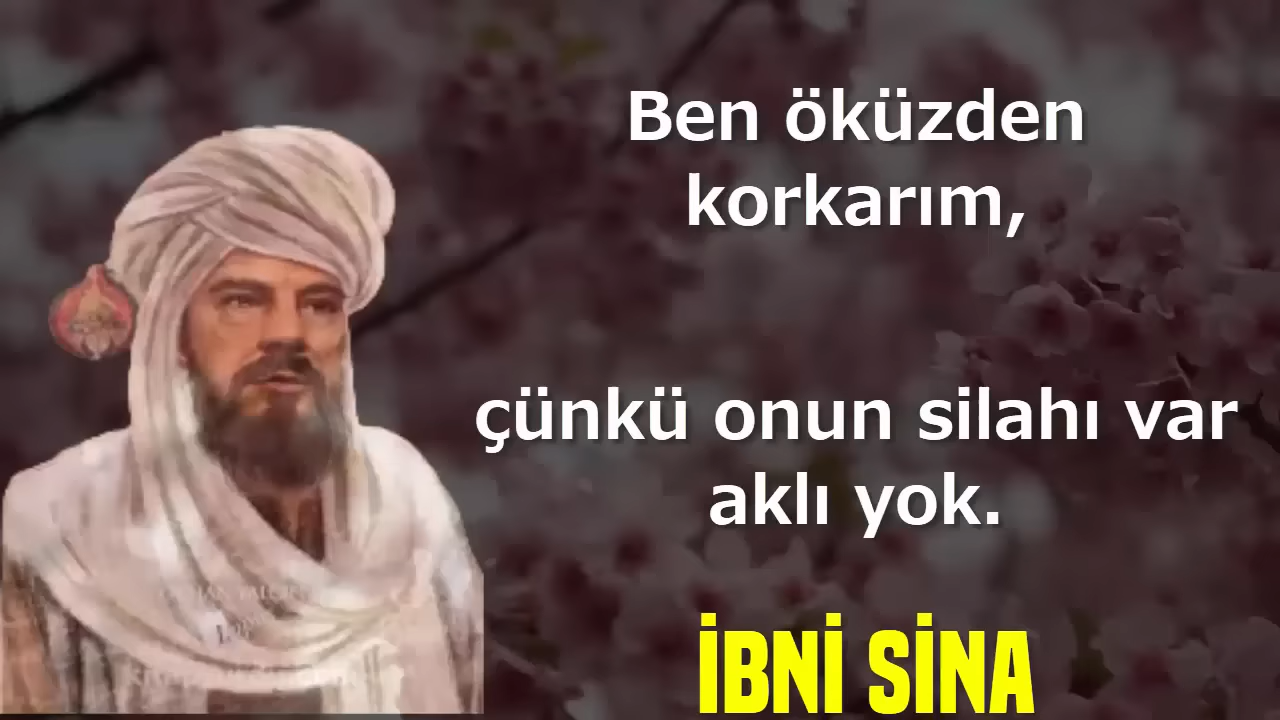 Ben öküzden
korkarım,
çünkü onun silahı var
aklı yok.
İBNİ SİNA